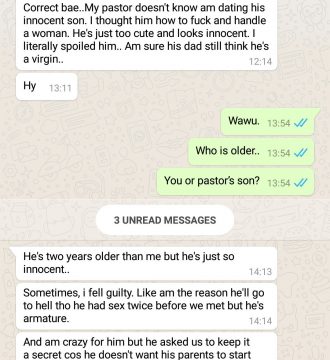 Correct bae..My pastor doesn't know am dating his
innocent son. I thought him how to fuck and handle
a woman. He's just too cute and looks innocent. I
literally spoiled him.. Am sure his dad still think he's
a virgin..
12:14
Hy 13:11
Wawu. 13:54
Who is older.. 13:54
You or pastor's son? 13:54
3 UNREAD MESSAGES
He's two years older than me but he's just so
innocent..
14:13
Sometimes, i fell guilty. Like am the reason he'll go
to hell tho he had sex twice before we met but he's
armature.
14:14
And am crazy for him but he asked us to keep it
a secret cos he doesn't want his parents to start